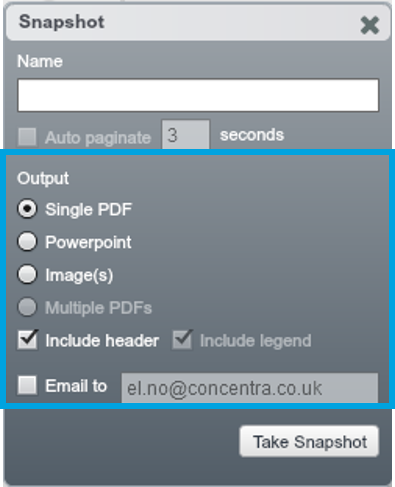 Snapshot
Name
Auto paginate 3 seconds
Output
Single PDF
Powerpoint
Image(s)
Multiple PDFs
Include header Include legend
Email to el.no@concentra.co.uk
Take Snapshot